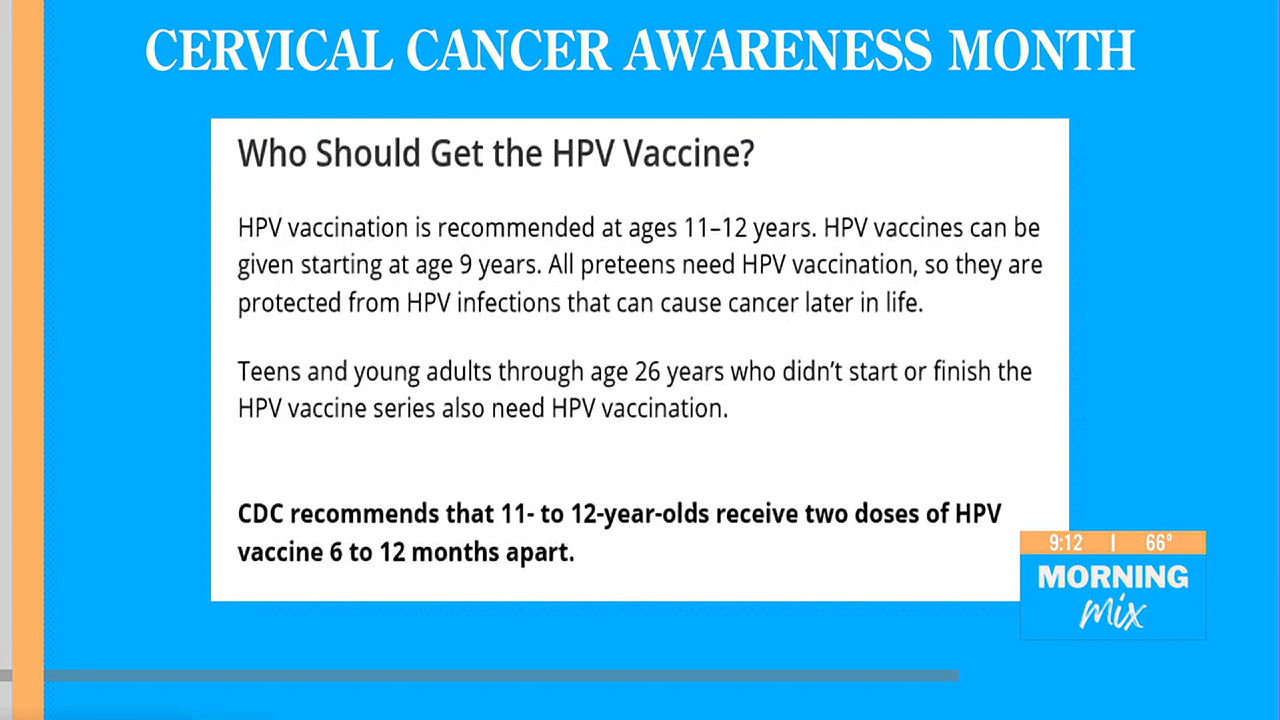 CERVICAL CANCER AWARENESS MONTH
Who Should Get the HPV Vaccine?
HPV vaccination is recommended at ages 11–12 years. HPV vaccines can be
given starting at age 9 years. All preteens need HPV vaccination, so they are
protected from HPV infections that can cause cancer later in life.
Teens and young adults through age 26 years who didn’t start or finish the
HPV vaccine series also need HPV vaccination.
CDC recommends that 11- to 12-year-olds receive two doses of HPV
vaccine 6 to 12 months apart.
9:12 | 66°
MORNING
mix